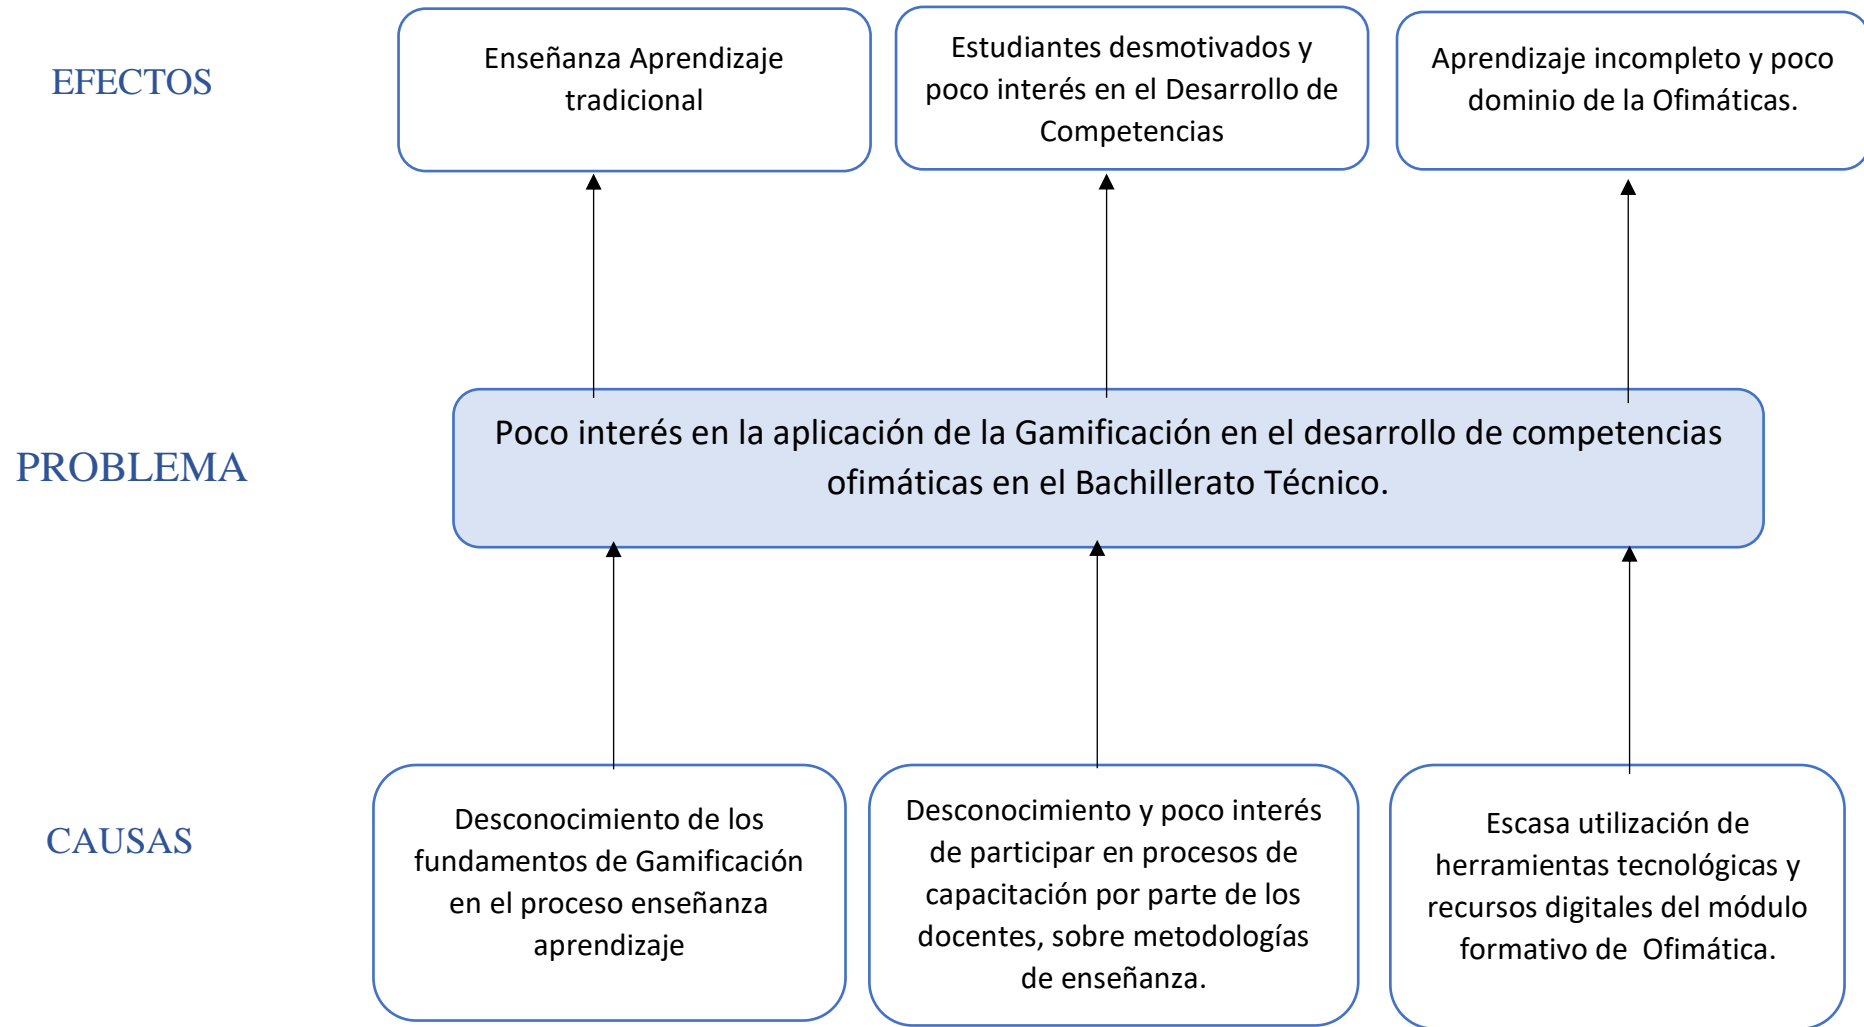 EFECTOS
Enseñanza Aprendizaje
tradicional
Estudiantes desmotivados y
poco interés en el Desarrollo de
Competencias
Aprendizaje incompleto y poco
dominio de la Ofimáticas.
PROBLEMA
Poco interés en la aplicación de la Gamificación en el desarrollo de competencias
ofimáticas en el Bachillerato Técnico.
CAUSAS
Desconocimiento de los
fundamentos de Gamificación
en el proceso enseñanza
aprendizaje
Desconocimiento y poco interés
de participar en procesos de
capacitación por parte de los
docentes, sobre metodologías
de enseñanza.
Escasa utilización de
herramientas tecnológicas y
recursos digitales del módulo
formativo de  Ofimática.